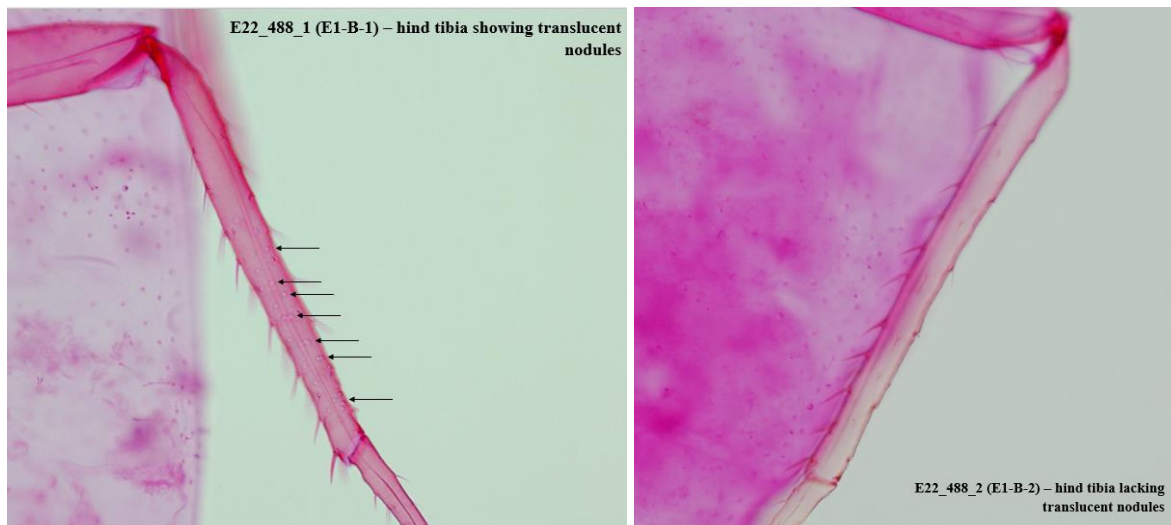 E22_488_1 (E1-B-1) – hind tibia showing translucent
nodules
E22_488_2 (E1-B-2) – hind tibia lacking
translucent nodules